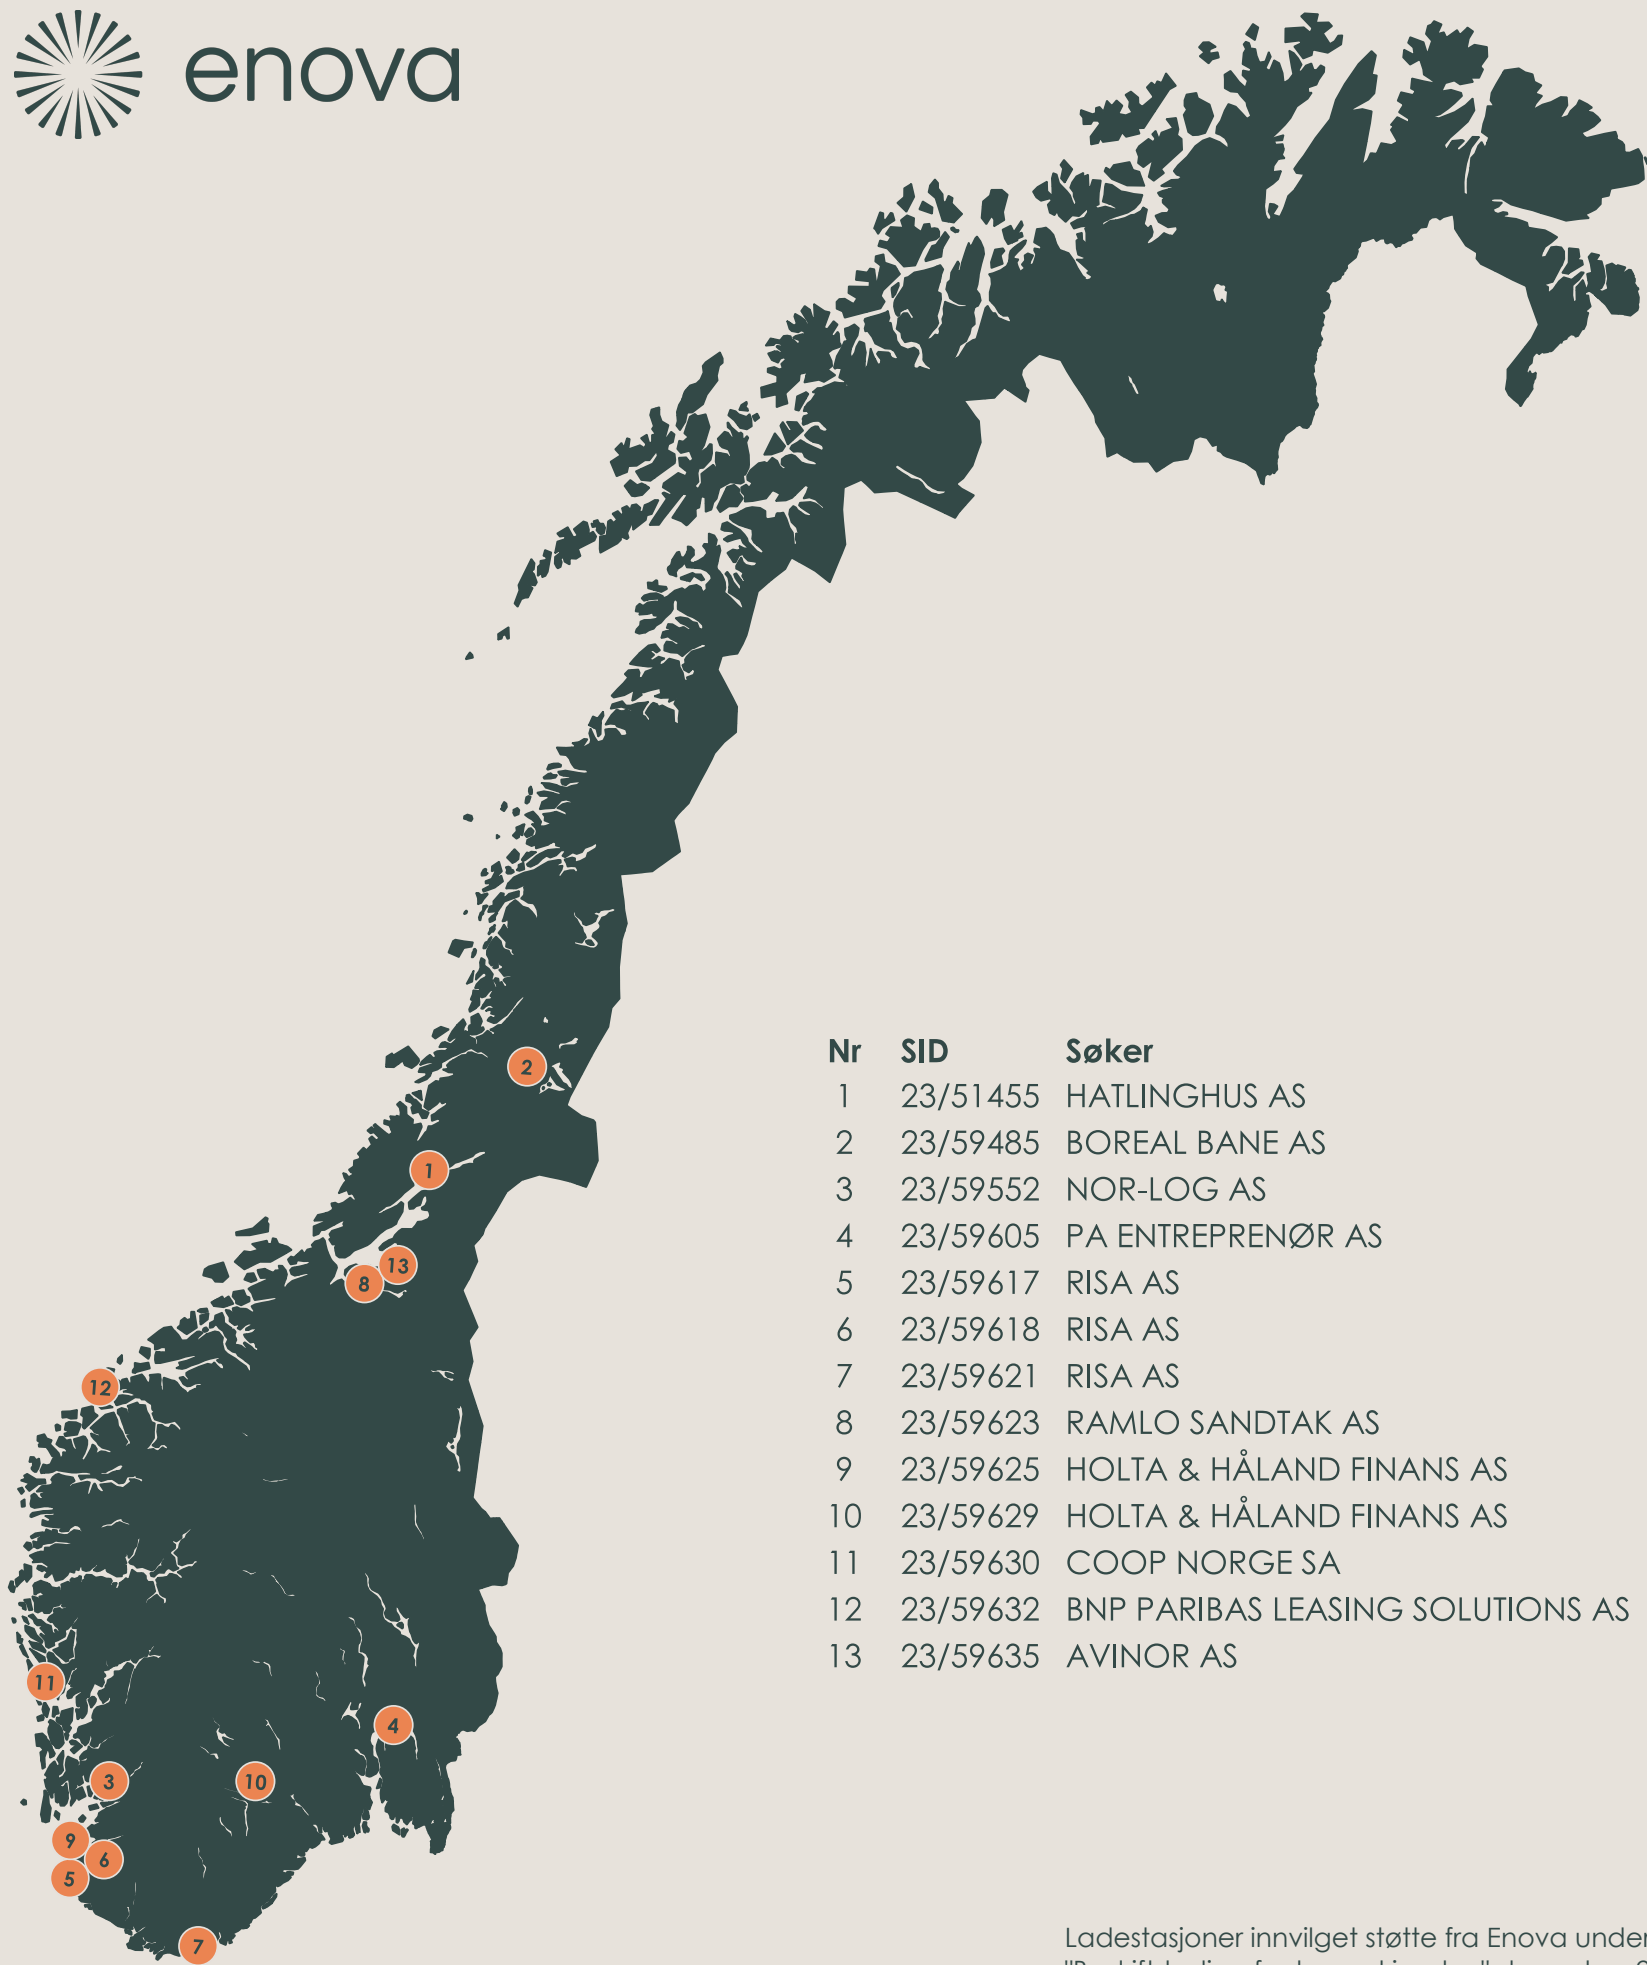 enova
Nr SID Søker
1 23/51455 HATLINGHUS AS
2 23/59485 BOREAL BANE AS
3 23/59552 NOR-LOG AS
4 23/59605 PA ENTREPRENØR AS
5 23/59617 RISA AS
6 23/59618 RISA AS
7 23/59621 RISA AS
8 23/59623 RAMLO SANDTAK AS
9 23/59625 HOLTA & HÅLAND FINANS AS
10 23/59629 HOLTA & HÅLAND FINANS AS
11 23/59630 COOP NORGE SA
12 23/59632 BNP PARIBAS LEASING SOLUTIONS AS
13 23/59635 AVINOR AS
2
1
13
8
12
11
4
3
10
9
6
5
7
Ladestasjoner innvilget støtte fra Enova under